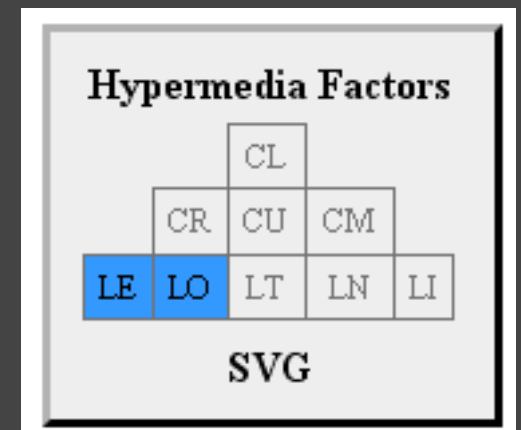 Hypermedia Factors
CL
CR CU CM
LE LO LT LN LI
SVG